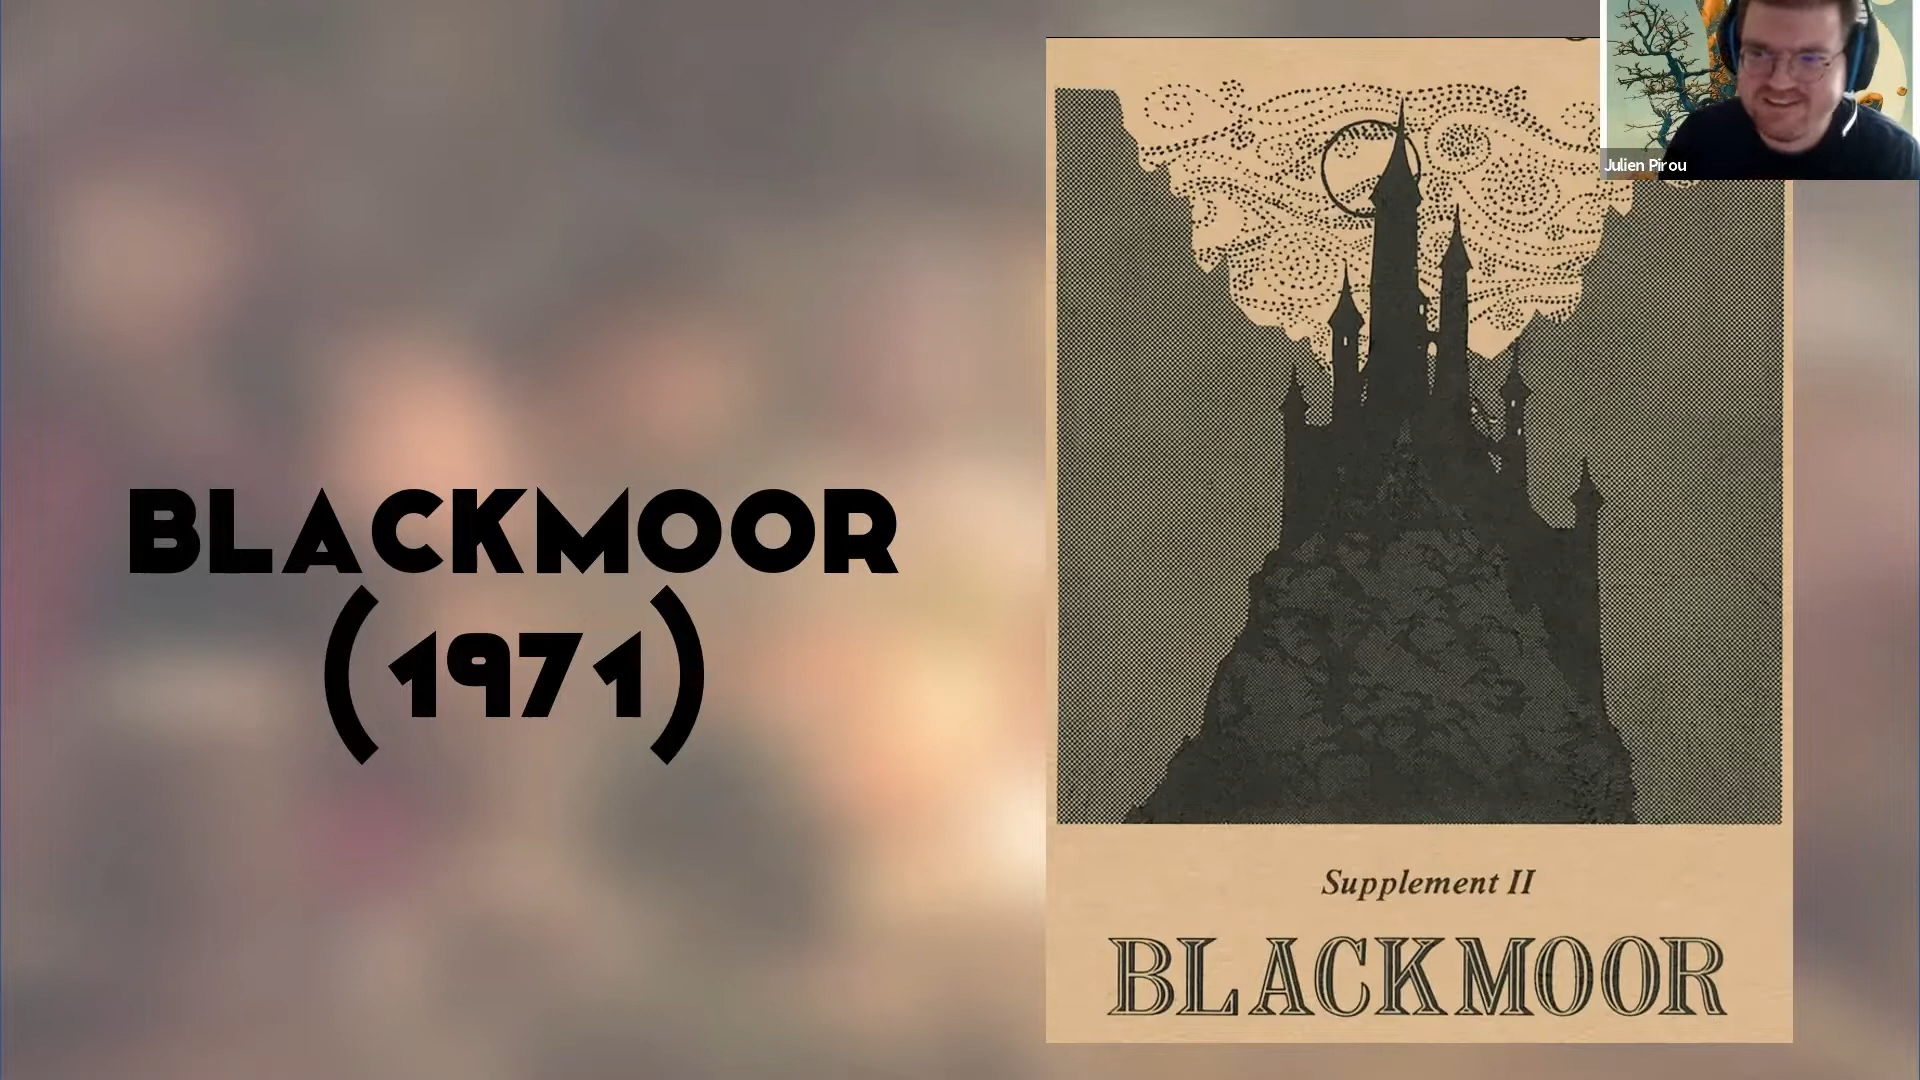 BLACKMOOR
(1971)
Julien Pirou
Supplement II
BLACKMOOR